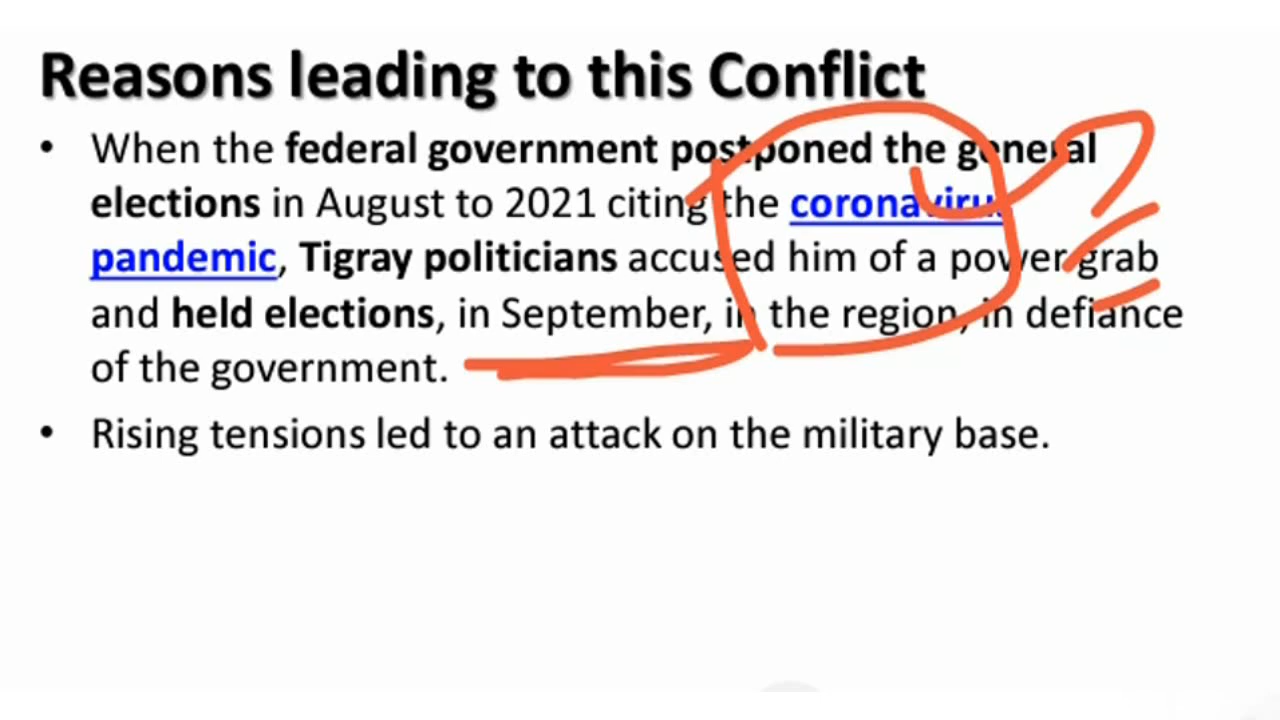 Reasons leading to this Conflict
• When the federal government postponed the general
elections in August to 2021 citing the coronavirus
pandemic, Tigray politicians accused him of a power grab
and held elections, in September, in the region, in defiance
of the government.
• Rising tensions led to an attack on the military base.